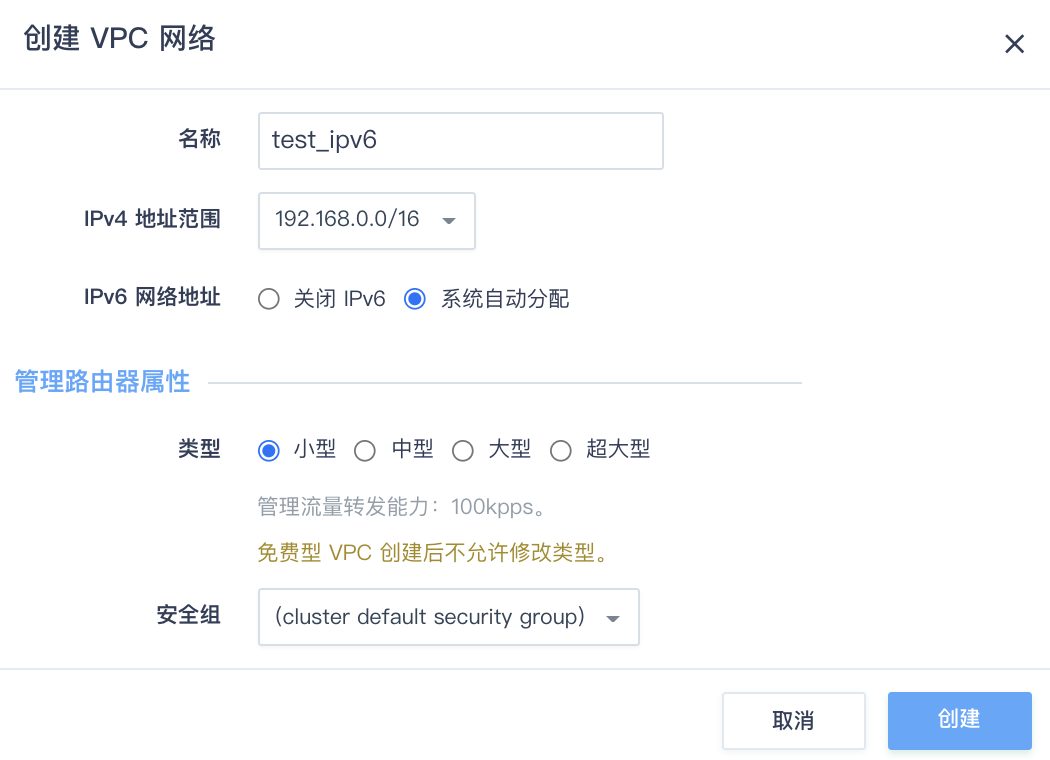 创建 VPC 网络
名称 test_ipv6
IPv4 地址范围 192.168.0.0/16
IPv6 网络地址 关闭 IPv6 系统自动分配
管理路由器属性
类型 小型 中型 大型 超大型
管理流量转发能力：100kpps。
免费型 VPC 创建后不允许修改类型。
安全组 (cluster default security group)
取消 创建